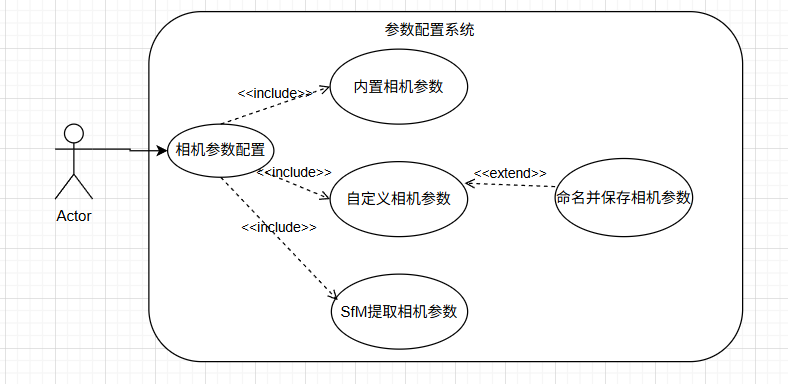 参数配置系统
<<include>>
内置相机参数
相机参数配置
<<include>>
自定义相机参数
<<extend>>
命名并保存相机参数
<<include>>
SfM提取相机参数
Actor